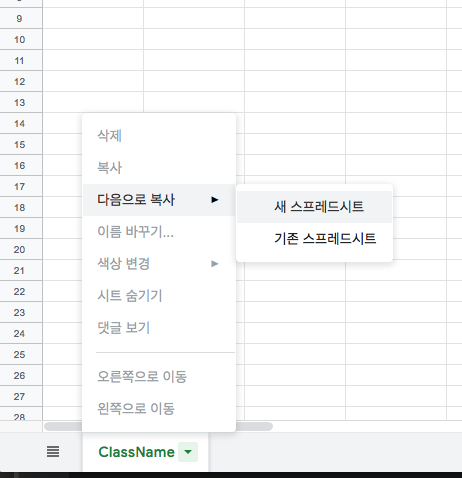 9
10
11
12
13
14
15
16
17
18
19
20
21
22
23
24
25
26
27
28
삭제
복사
다음으로 복사 ►
이름 바꾸기...
색상 변경 ►
시트 숨기기
댓글 보기
오른쪽으로 이동
왼쪽으로 이동
새 스프레드시트
기존 스프레드시트
ClassName